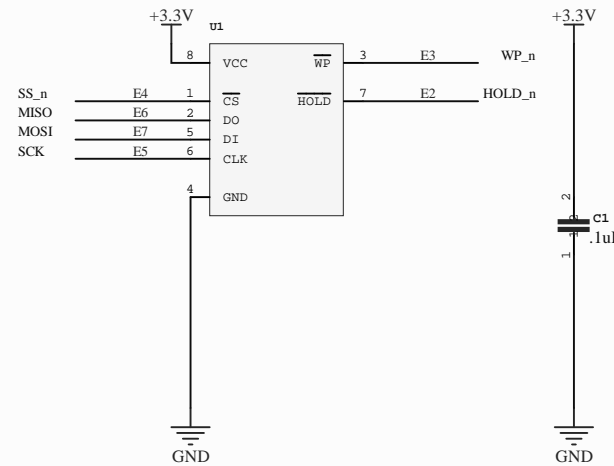 +3.3V
U1
+3.3V
8 VCC WP 3 E3 WP_n
SS_n E4 1 CS HOLD 7 E2 HOLD_n
MISO E6 2 DO
MOSI E7 5 DI
SCK E5 6 CLK
4 GND
2
C1
.1u
1
GND
GND